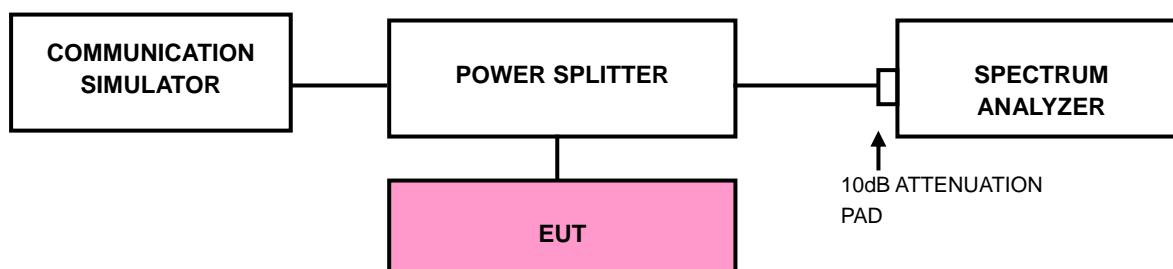 COMMUNICATION
SIMULATOR
POWER SPLITTER
SPECTRUM
ANALYZER
10dB ATTENUATION
PAD
EUT